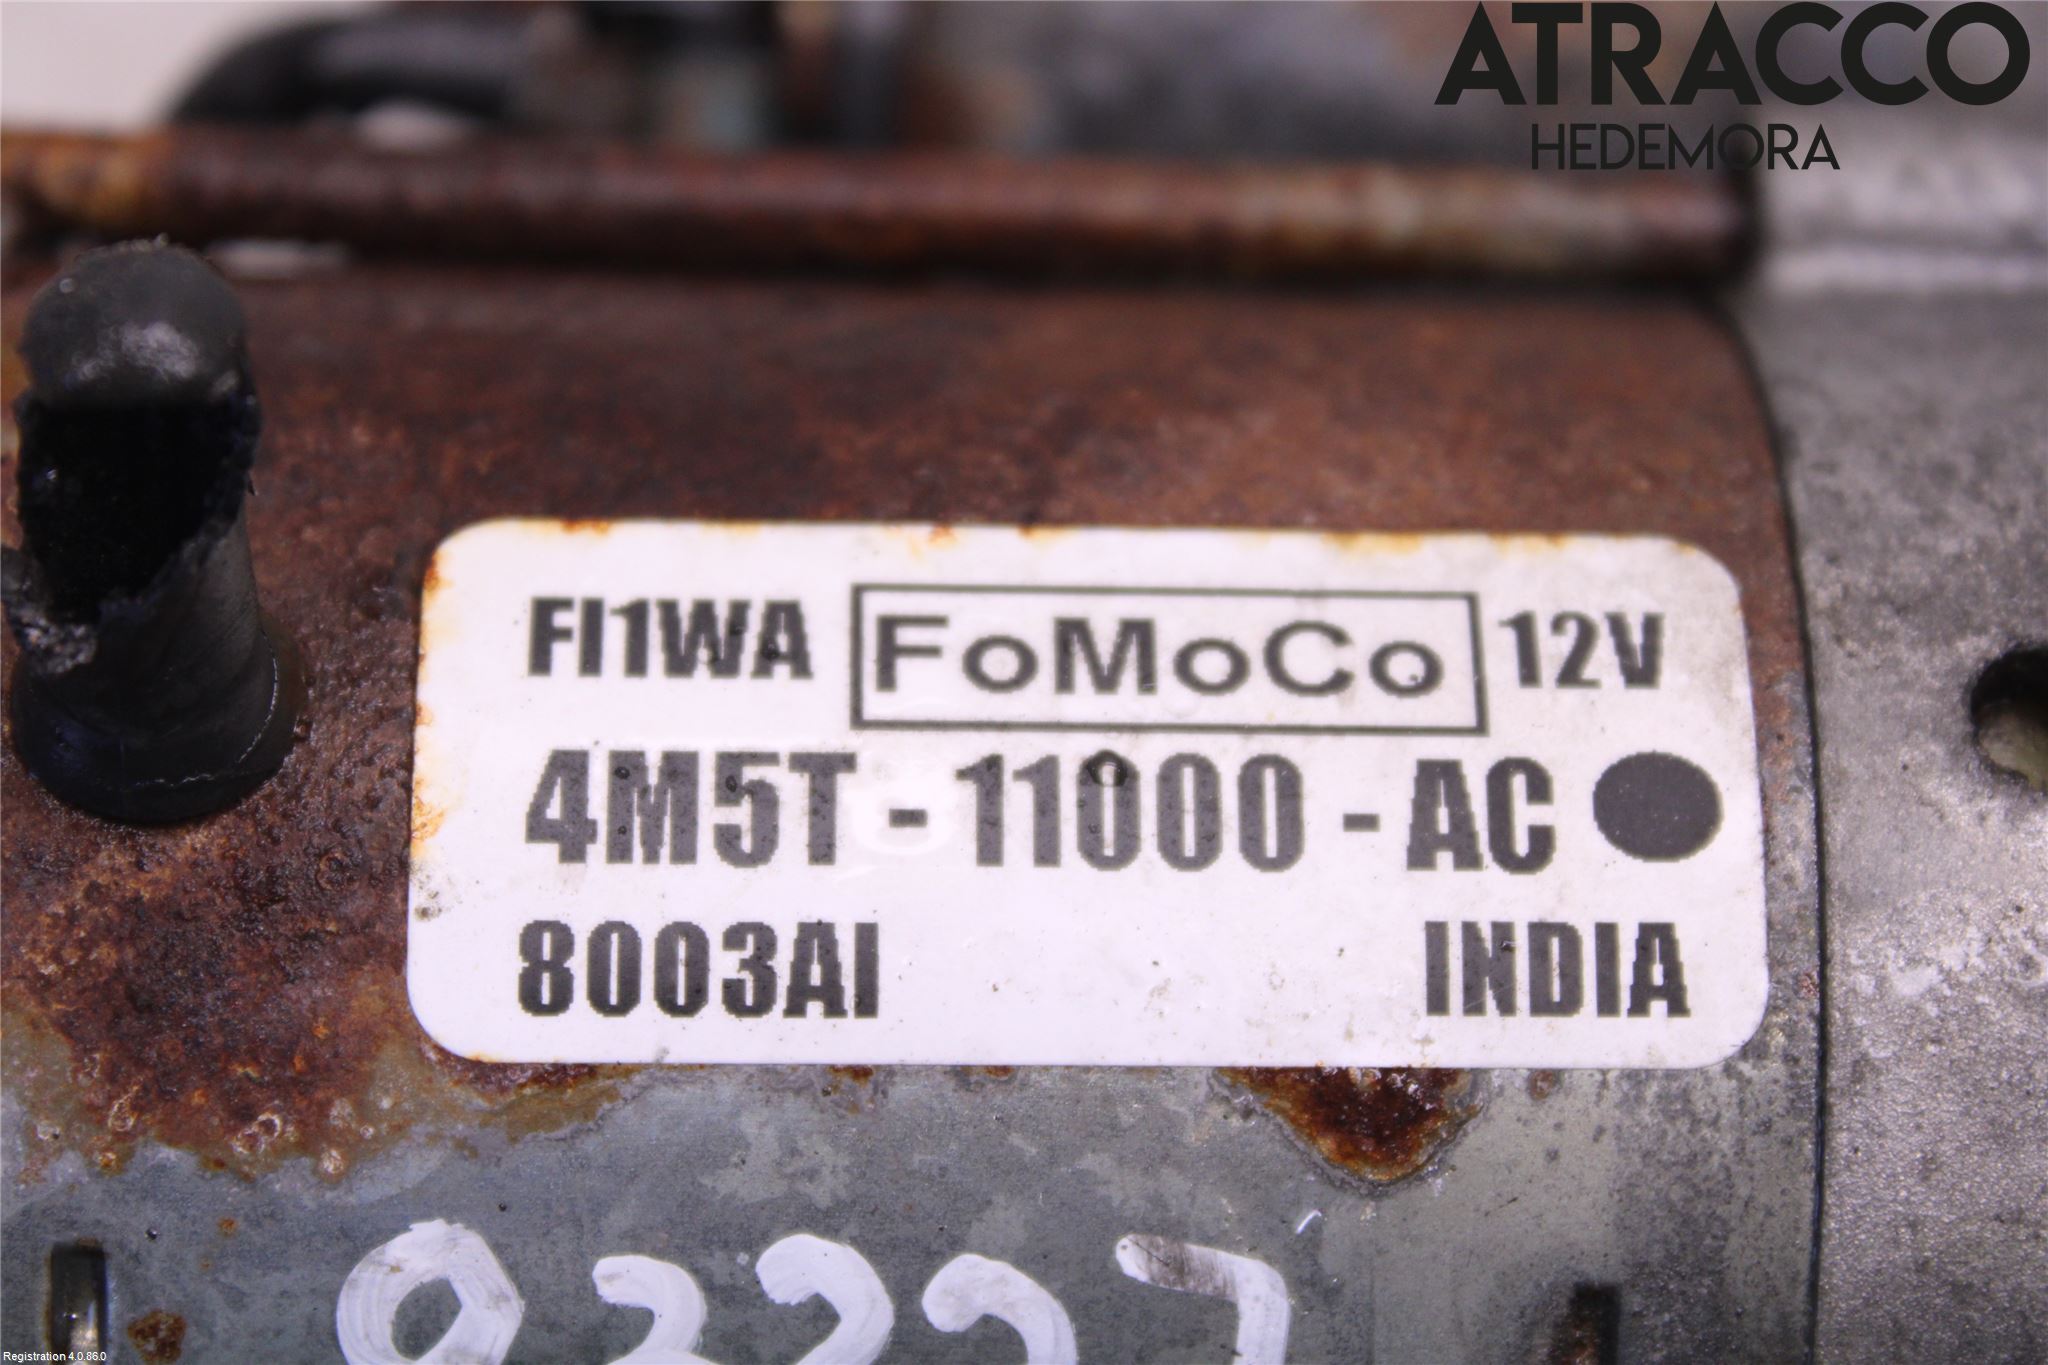 ATRACCO
HEDEMORA
FI1WA FoMoCo 12V
4M5T-11000-AC
8003AI INDIA
Registration 4.0.86.0